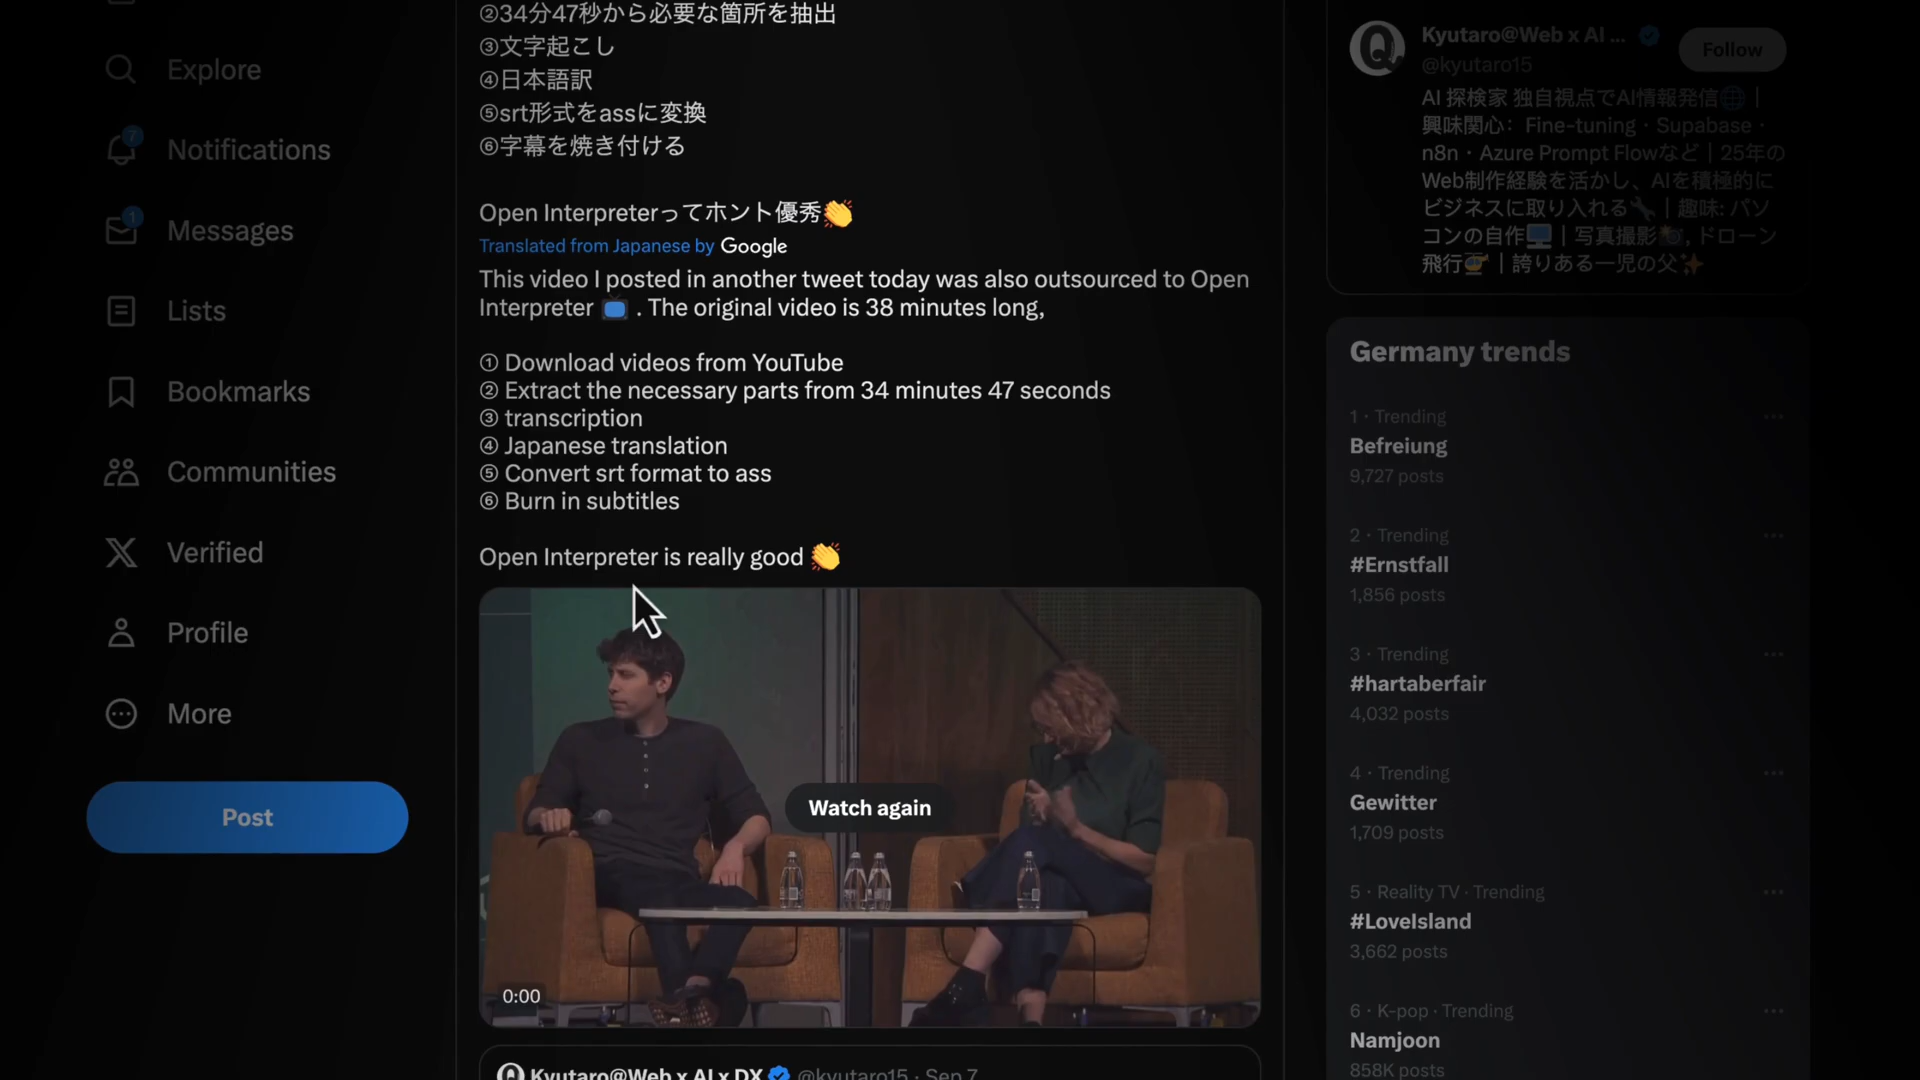 Explore
7
Notifications
1
Messages
Lists
Bookmarks
Communities
Verified
Profile
More
Post
②34分47秒から必要な箇所を抽出
③文字起こし
④日本語訳
⑤srt形式をassに変換
⑥字幕を焼き付ける
Open Interpreterってホント優秀👏
Translated from Japanese by Google
This video I posted in another tweet today was also outsourced to Open
Interpreter 📺 . The original video is 38 minutes long,
① Download videos from YouTube
② Extract the necessary parts from 34 minutes 47 seconds
③ transcription
④ Japanese translation
⑤ Convert srt format to ass
⑥ Burn in subtitles
Open Interpreter is really good 👏
Watch again
0:00
Kyutaro@Web x AI x DX @kyutaro15 · Sep 7
Kyutaro@Web x AI ...
@kyutaro15
Follow
AI 探検家 独自視点でAI情報発信🌐 |
興味関心: Fine-tuning · Supabase ·
n8n · Azure Prompt Flowなど | 25年の
Web制作経験を活かし、AIを積極的に
ビジネスに取り入れる🔧 | 趣味: パソ
コンの自作🖥️ | 写真撮影📷, ドローン
飛行🚁 | 誇りある一児の父✨
Germany trends
1 · Trending
Befreiung
9,727 posts
2 · Trending
#Ernstfall
1,856 posts
3 · Trending
#hartaberfair
4,032 posts
4 · Trending
Gewitter
1,709 posts
5 · Reality TV · Trending
#LoveIsland
3,662 posts
6 · K-pop · Trending
Namjoon
858K posts